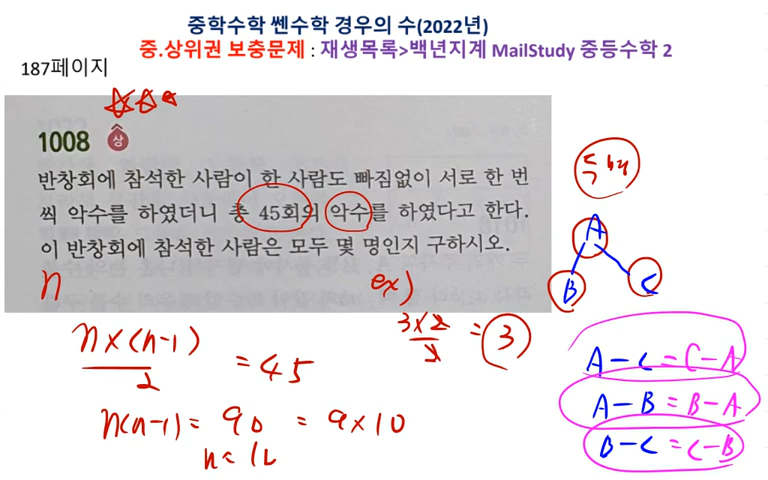 중학수학 쎈수학 경우의 수(2022년)
중.상위권 보충문제 : 재생목록>백년지계 MailStudy 중등수학 2
187페이지
1008 상
반창회에 참석한 사람이 한 사람도 빠짐없이 서로 한 번
씩 악수를 하였더니 총 45회의 악수를 하였다고 한다.
이 반창회에 참석한 사람은 모두 몇 명인지 구하시오.
n
ex)
A
B
C
n×(n-1)/2 = 45
3×2/2 = 3
n(n-1) = 90 = 9×10
A-C=C-A
A-B=B-A
B-C=C-B